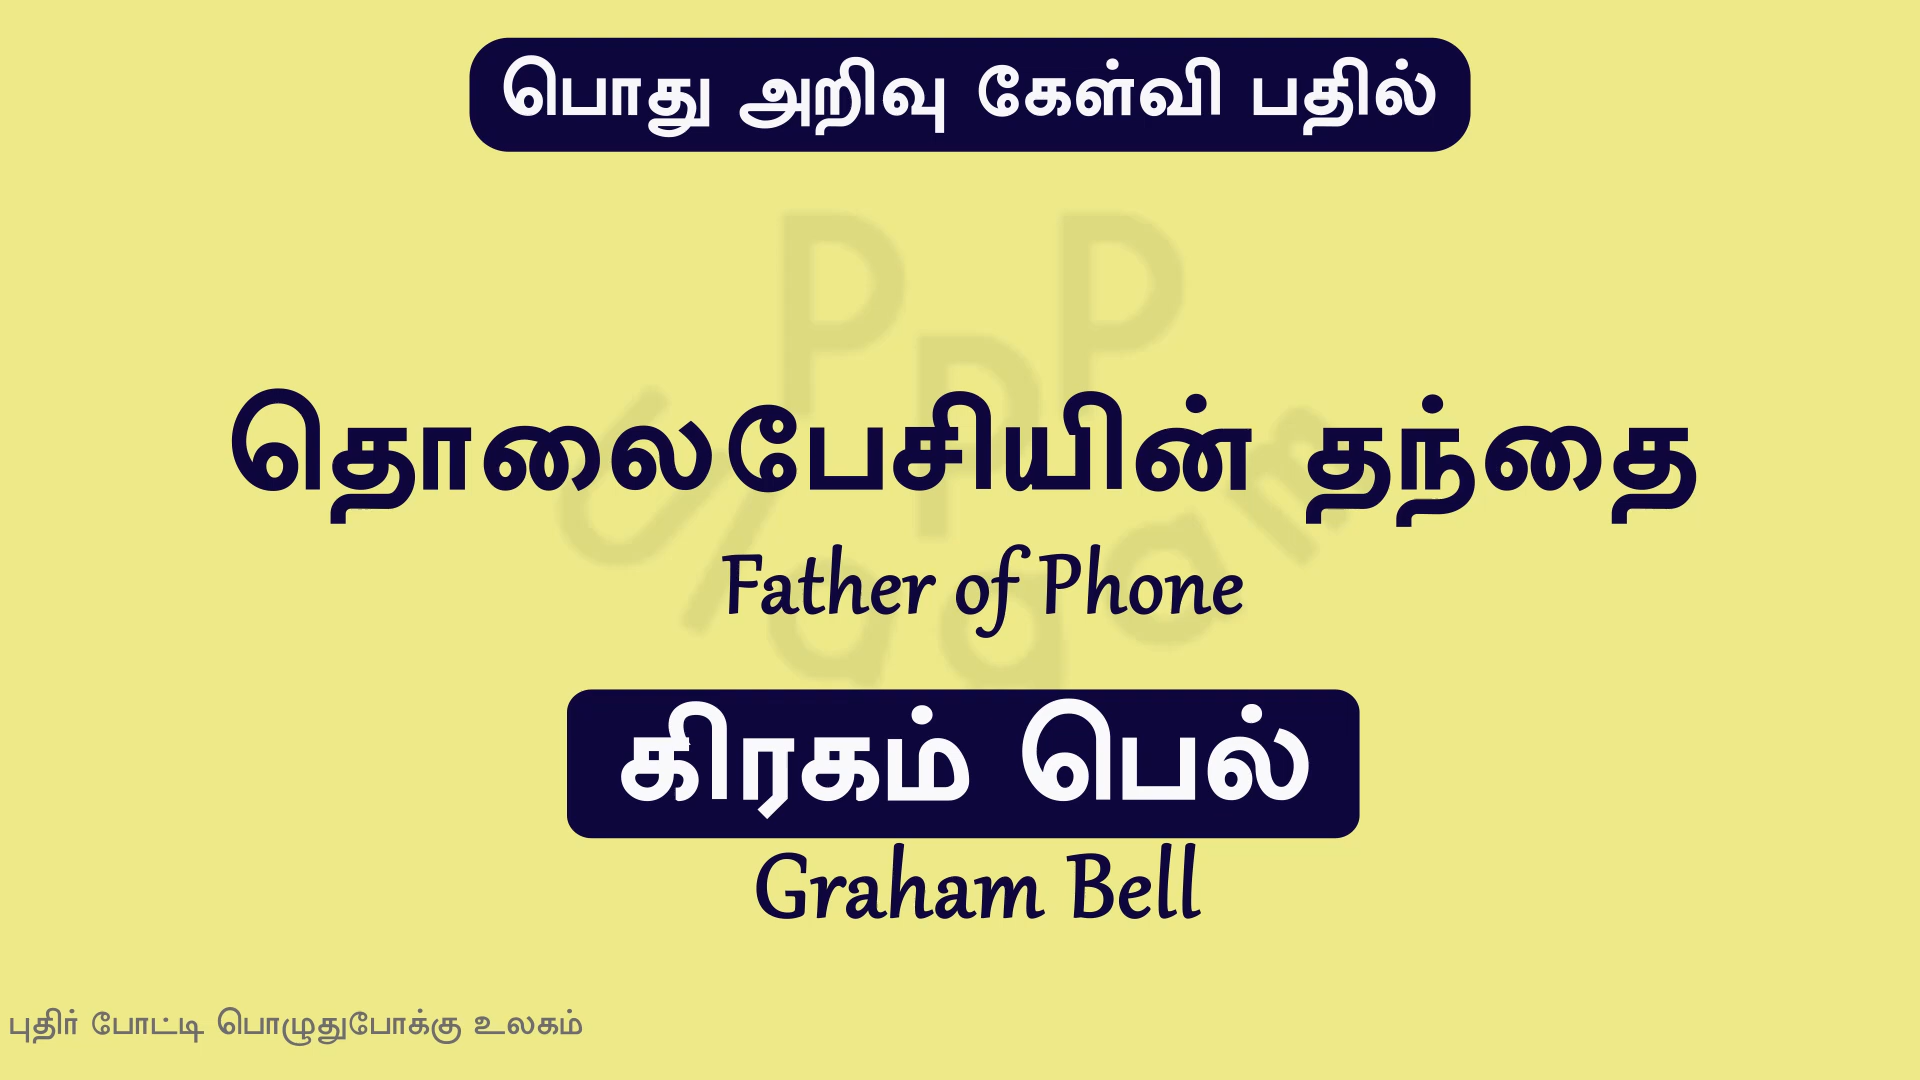 பொது அறிவு கேள்வி பதில்
தொலைபேசியின் தந்தை
Father of Phone
கிரகம் பெல்
Graham Bell
புதிர் போட்டி பொழுதுபோக்கு உலகம்